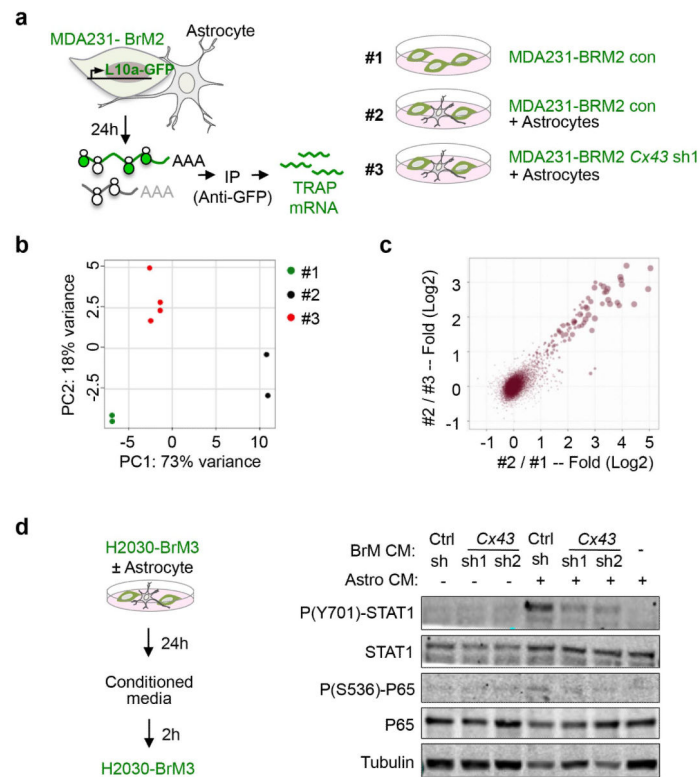 a
MDA231- BrM2
Astrocyte
L10a-GFP
24h
AAA
AAA
IP
(Anti-GFP)
TRAP
mRNA
#1
MDA231-BRM2 con
#2
MDA231-BRM2 con
+ Astrocytes
#3
MDA231-BRM2 Cx43 sh1
+ Astrocytes
b
PC2: 18% variance
5
2.5
0
-2.5
-5
0
5
10
PC1: 73% variance
#1
#2
#3
c
#2 / #3 -- Fold (Log2)
3
2
1
0
-1
-1
0
1
2
3
4
5
#2 / #1 -- Fold (Log2)
d
H2030-BrM3
± Astrocyte
24h
Conditioned
media
2h
H2030-BrM3
Ctrl Cx43 Ctrl Cx43
BrM CM: sh sh1 sh2 sh sh1 sh2 -
Astro CM: - - - + + + +
P(Y701)-STAT1
STAT1
P(S536)-P65
P65
Tubulin